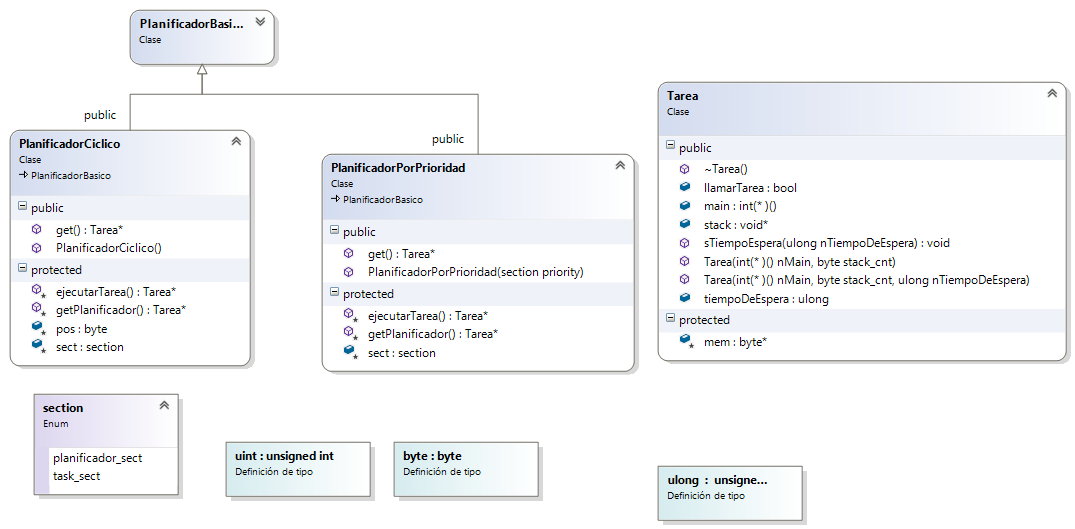 PlanificadorBasi...
Clase
public
public
PlanificadorCiclico
Clase
PlanificadorBasico
public
get() : Tarea*
PlanificadorCiclico()
protected
ejecutarTarea() : Tarea*
getPlanificador() : Tarea*
pos : byte
sect : section
PlanificadorPorPrioridad
Clase
PlanificadorBasico
public
get() : Tarea*
PlanificadorPorPrioridad(section priority)
protected
ejecutarTarea() : Tarea*
getPlanificador() : Tarea*
sect : section
Tarea
Clase
public
~Tarea()
llamarTarea : bool
main : int(* )()
stack : void*
sTiempoEspera(ulong nTiempoDeEspera) : void
Tarea(int(* )() nMain, byte stack_cnt)
Tarea(int(* )() nMain, byte stack_cnt, ulong nTiempoDeEspera)
tiempoDeEspera : ulong
protected
mem : byte*
section
Enum
planificador_sect
task_sect
uint : unsigned int
Definición de tipo
byte : byte
Definición de tipo
ulong : unsigne...
Definición de tipo